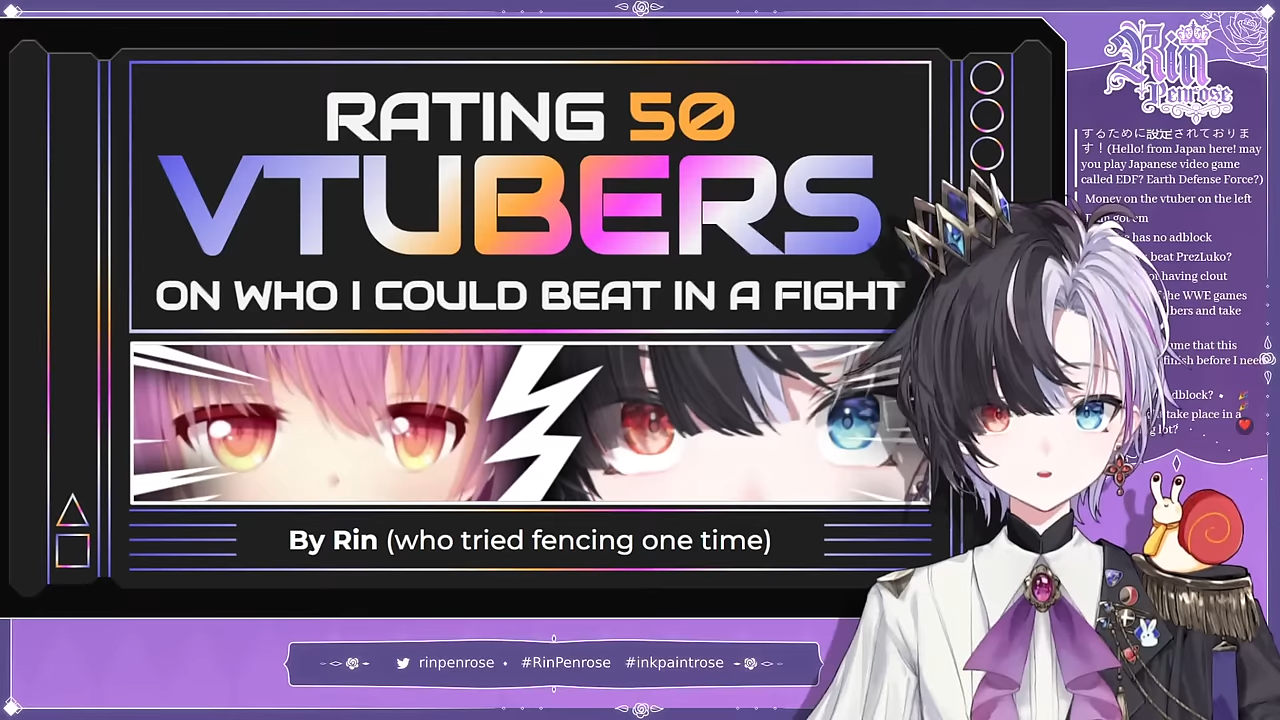 RATING 50
VTUBERS
ON WHO I COULD BEAT IN A FIGHT
By Rin (who tried fencing one time)
rinpenrose • #RinPenrose #inkpaintrose
Rin
Penrose
するために設定されておりま
す！(Hello! from Japan here! may
you play Japanese video game
called EDF? Earth Defense Force?)
Money on the vtuber on the left
has no adblock
beat PrezLuko?
having clout
the WWE games
bers and take
me that this
finish before I need
dblock?
take place in a
g lot?